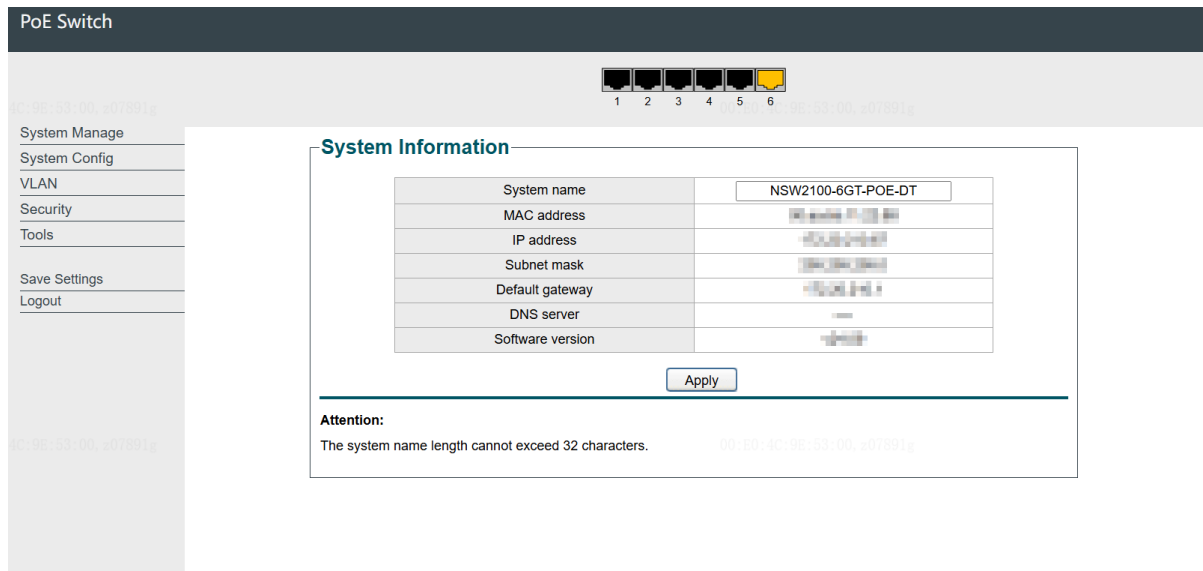 PoE Switch
1 2 3 4 5 6
System Manage
System Config
VLAN
Security
Tools
Save Settings
Logout
System Information
System name NSW2100-6GT-POE-DT
MAC address
IP address
Subnet mask
Default gateway
DNS server
Software version
Apply
Attention:
The system name length cannot exceed 32 characters.